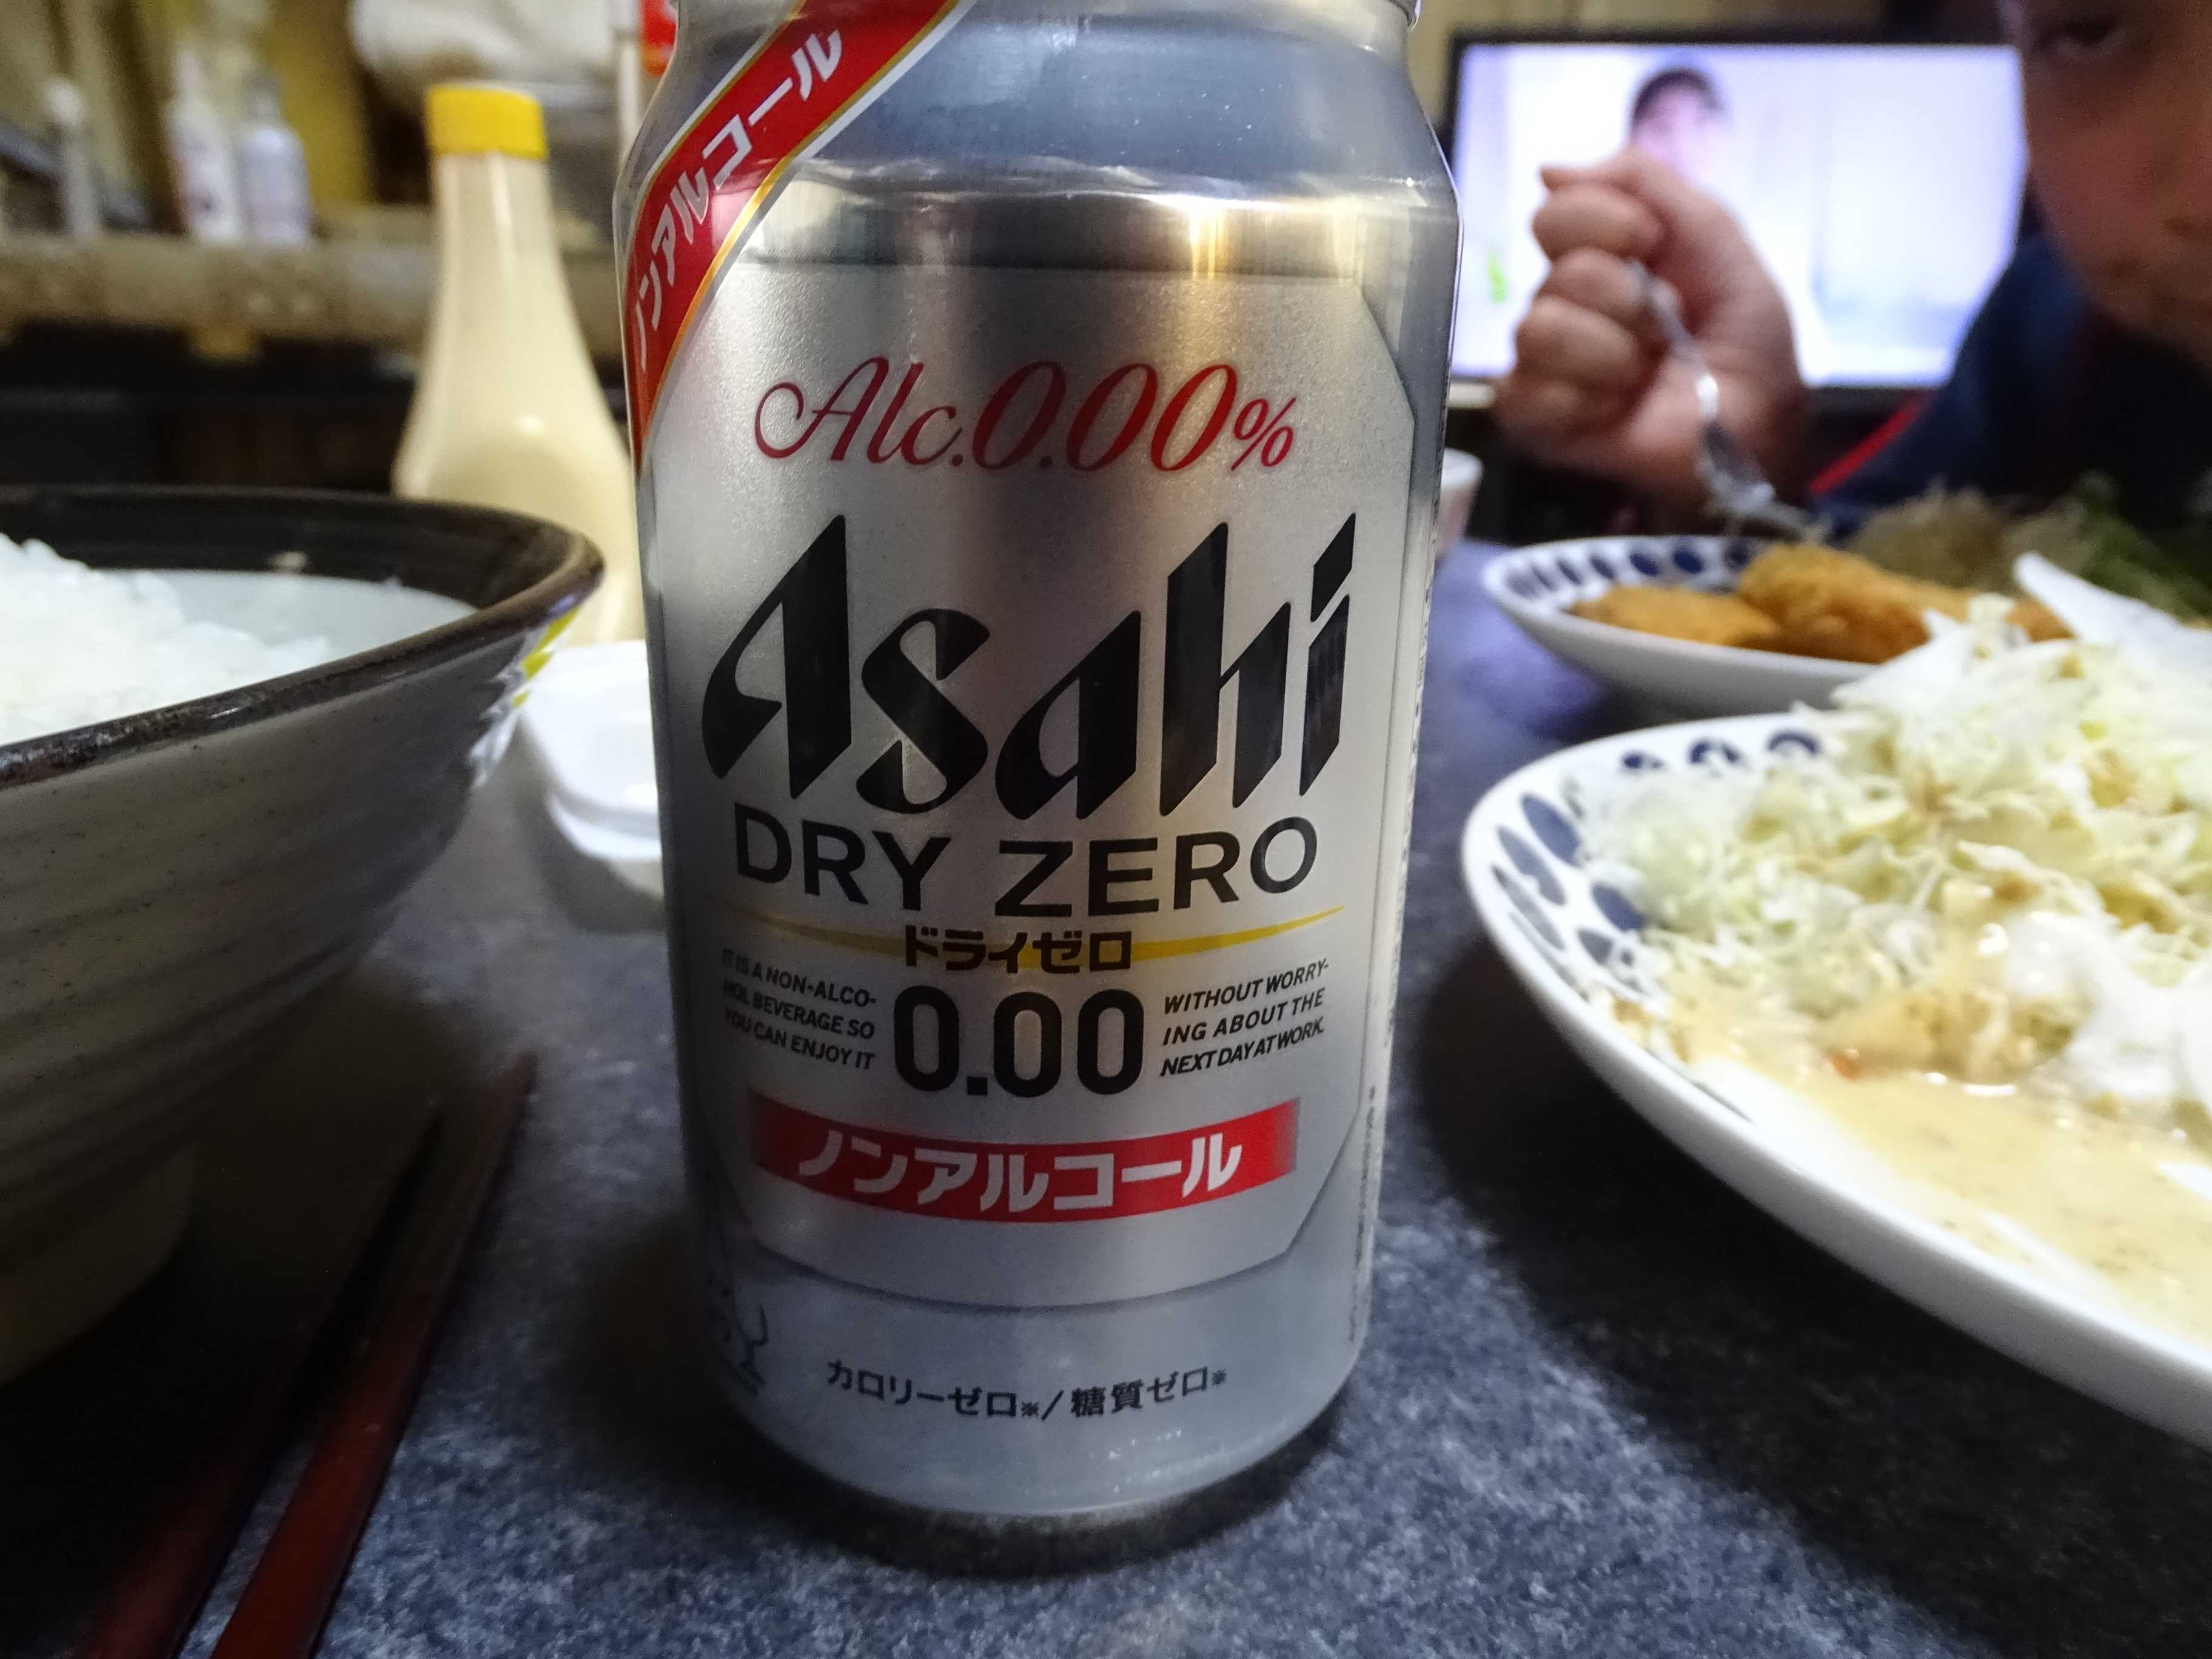 ノンアルコール
Alc.0.00%
Asahi
DRY ZERO
ドライゼロ
IT IS A NON-ALCO-
HOL BEVERAGE SO
YOU CAN ENJOY IT
0.00
WITHOUT WORRY-
ING ABOUT THE
NEXT DAY AT WORK.
ノンアルコール
カロリーゼロ※/糖質ゼロ※